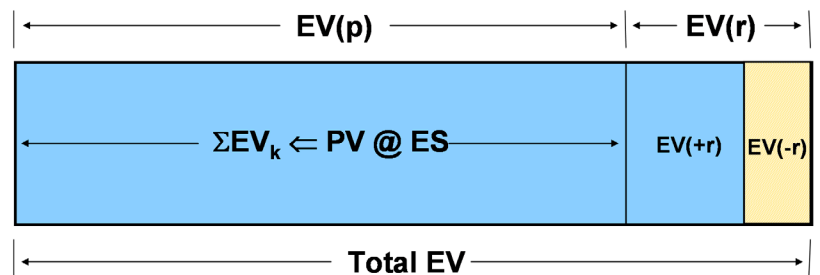 EV(p) EV(r)
ΣEVk ⇐ PV @ ES EV(+r) EV(-r)
Total EV